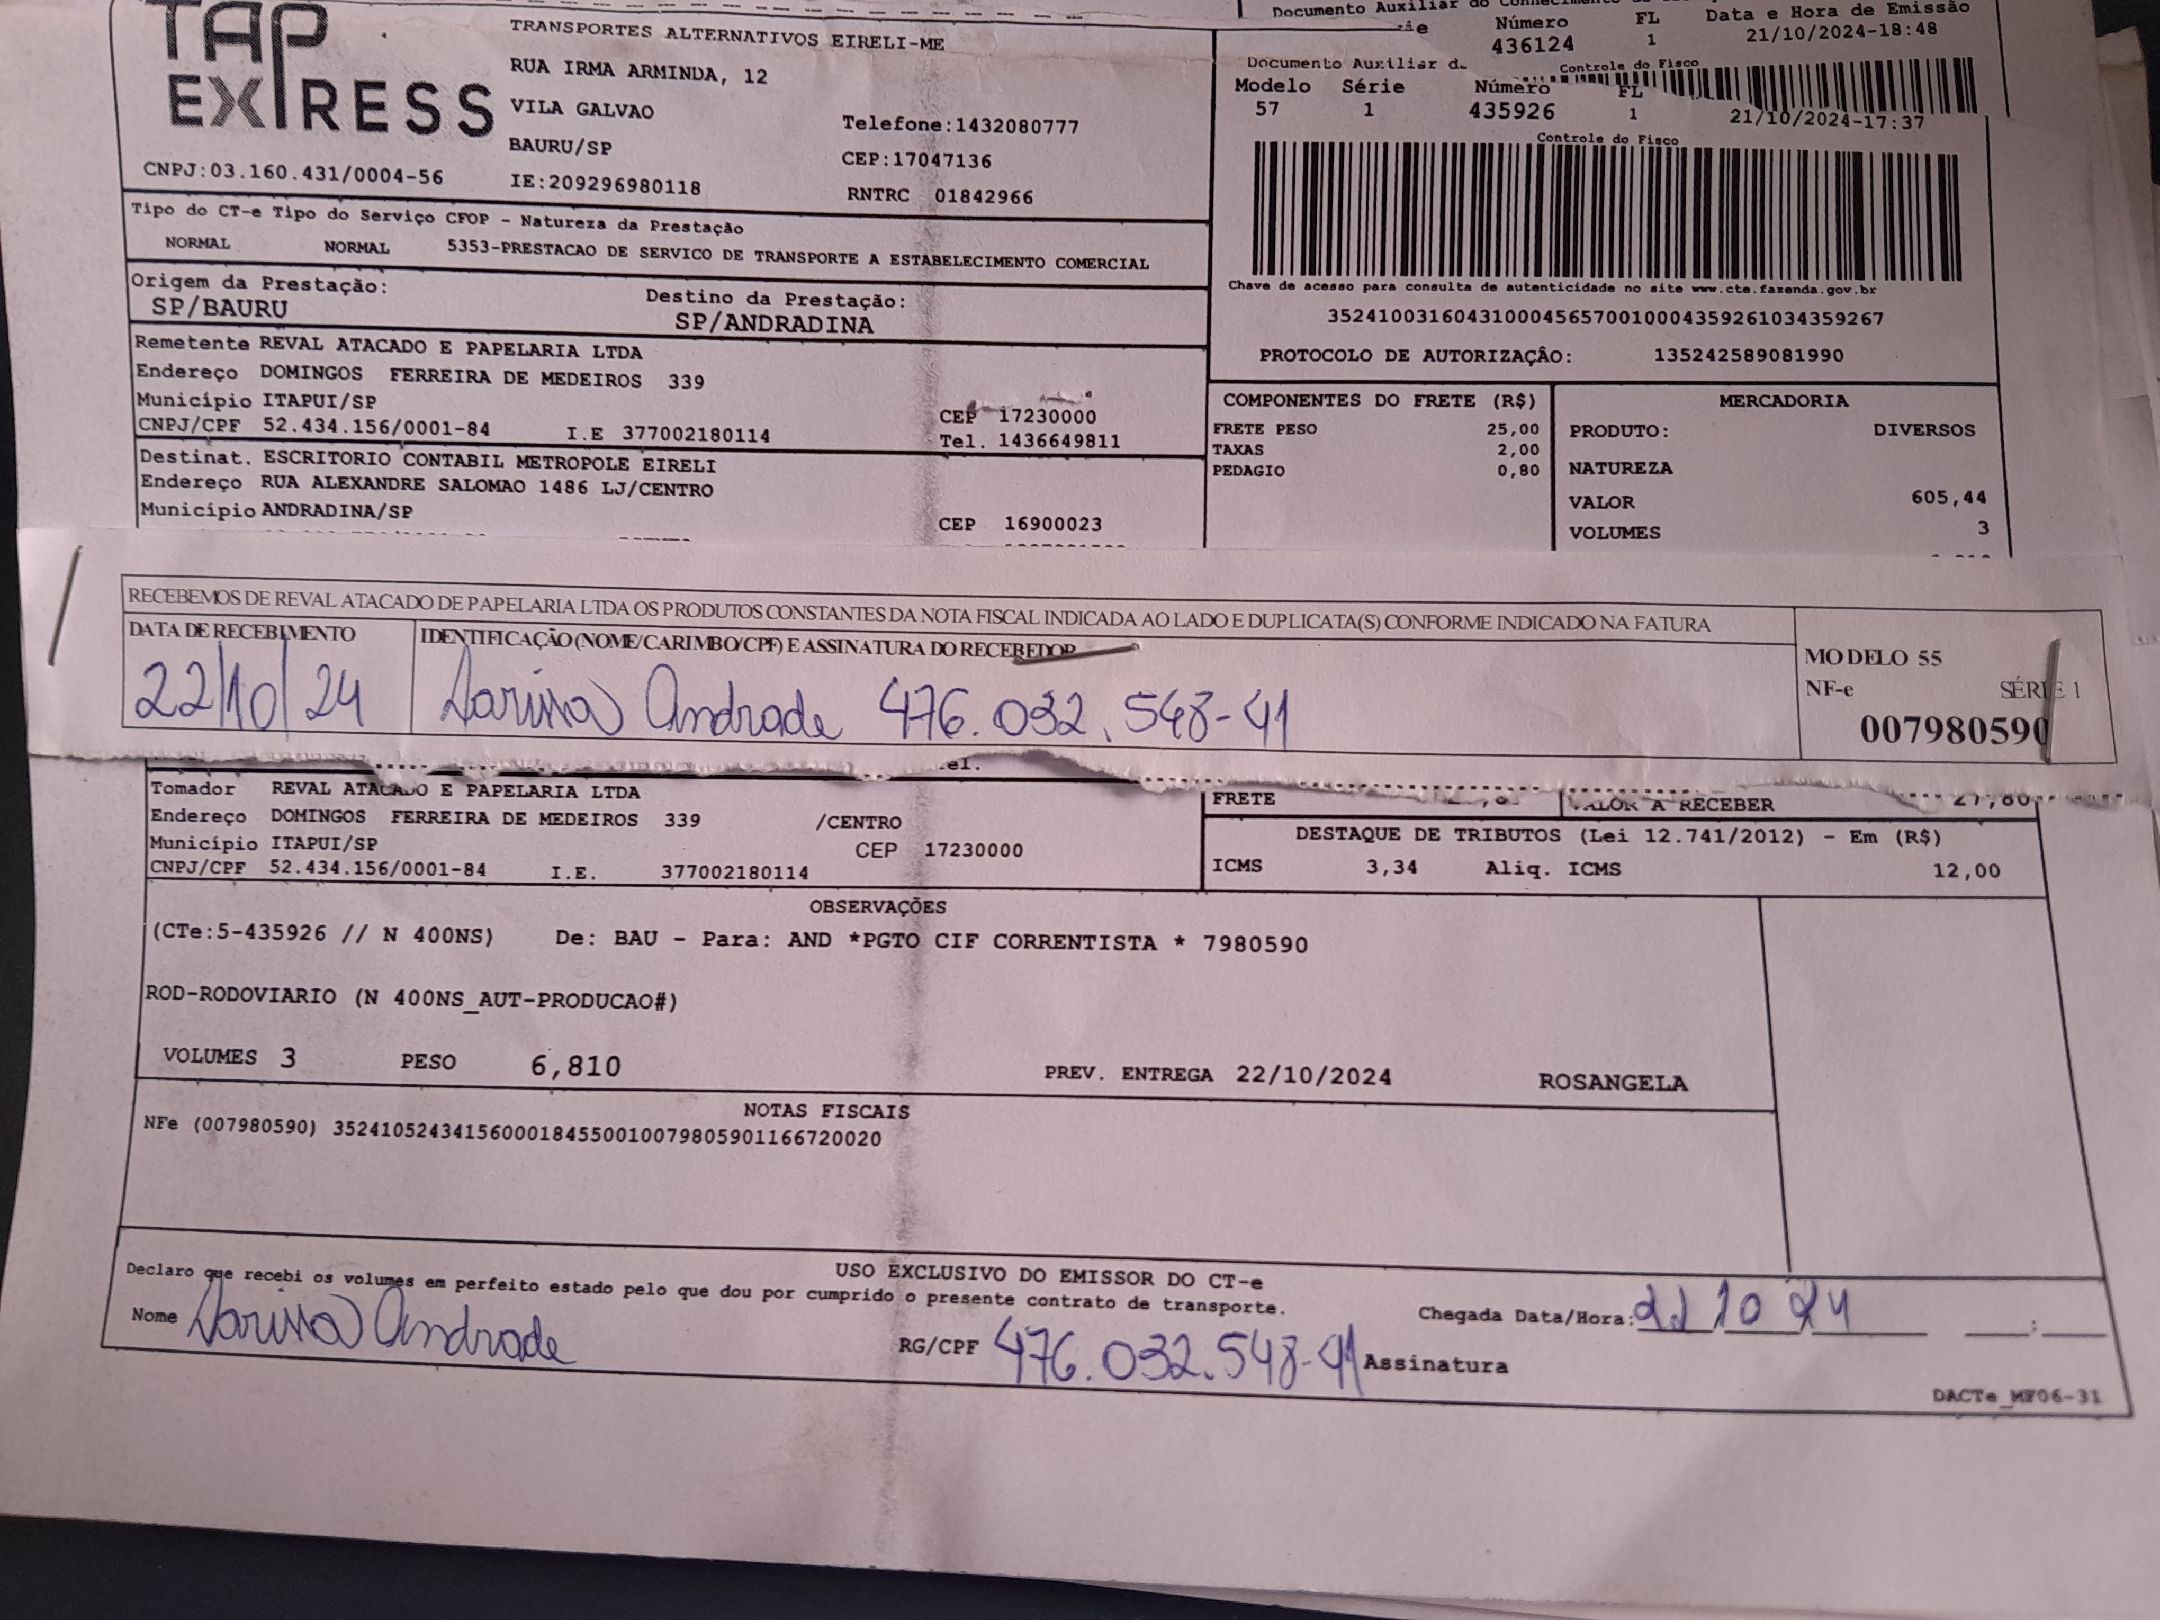 Documento Auxiliar do Conhecimento
Número FL Data e Hora de Emissão
436124 1 21/10/2024-18:48
Controle do Fisco
TAP EXPRESS
TRANSPORTES ALTERNATIVOS EIRELI-ME
RUA IRMA ARMINDA, 12
VILA GALVAO
Telefone:1432080777
BAURU/SP
CEP:17047136
CNPJ:03.160.431/0004-56
IE:209296980118
RNTRC 01842966
Documento Auxiliar d
Modelo Série Número FL
57 1 435926 1 21/10/2024-17:37
Controle do Fisco
Chave de acesso para consulta de autenticidade no site www.cte.fazenda.gov.br
35241003160431000456570010004359261034359267
PROTOCOLO DE AUTORIZAÇÂO: 135242589081990
Tipo do CT-e Tipo do Serviço CFOP - Natureza da Prestação
NORMAL NORMAL 5353-PRESTACAO DE SERVICO DE TRANSPORTE A ESTABELECIMENTO COMERCIAL
Origem da Prestação: Destino da Prestação:
SP/BAURU SP/ANDRADINA
Remetente REVAL ATACADO E PAPELARIA LTDA
Endereço DOMINGOS FERREIRA DE MEDEIROS 339
Município ITAPUI/SP CEP 17230000
CNPJ/CPF 52.434.156/0001-84 I.E 377002180114 Tel. 1436649811
Destinat. ESCRITORIO CONTABIL METROPOLE EIRELI
Endereço RUA ALEXANDRE SALOMAO 1486 LJ/CENTRO
Município ANDRADINA/SP CEP 16900023
COMPONENTES DO FRETE (R$)
FRETE PESO 25,00
TAXAS 2,00
PEDAGIO 0,80
MERCADORIA
PRODUTO: DIVERSOS
NATUREZA
VALOR 605,44
VOLUMES 3
RECEBEMOS DE REVAL ATACADO DE PAPELARIA LTDA OS PRODUTOS CONSTANTES DA NOTA FISCAL INDICADA AO LADO E DUPLICATA(S) CONFORME INDICADO NA FATURA
DATA DE RECEBIMENTO IDENTIFICAÇÃO (NOME/CARIMBO/CPF) E ASSINATURA DO RECEBEDOR
22/10/24 Larissa Andrade 476.032.548-41
MODELO 55
NF-e SÉRIE 1
007980590
Tomador REVAL ATACADO E PAPELARIA LTDA
Endereço DOMINGOS FERREIRA DE MEDEIROS 339 /CENTRO
Município ITAPUI/SP CEP 17230000
CNPJ/CPF 52.434.156/0001-84 I.E. 377002180114
FRETE VALOR A RECEBER 27,80
DESTAQUE DE TRIBUTOS (Lei 12.741/2012) - Em (R$)
ICMS 3,34 Aliq. ICMS 12,00
OBSERVAÇÕES
(CTe:5-435926 // N 400NS) De: BAU - Para: AND *PGTO CIF CORRENTISTA * 7980590
ROD-RODOVIARIO (N 400NS_AUT-PRODUCAO#)
VOLUMES 3 PESO 6,810 PREV. ENTREGA 22/10/2024 ROSANGELA
NOTAS FISCAIS
NFe (007980590) 35241052434156000184550010079805901166720020
USO EXCLUSIVO DO EMISSOR DO CT-e
Declaro que recebi os volumes em perfeito estado pelo que dou por cumprido o presente contrato de transporte.
Nome Larissa Andrade RG/CPF 476.032.548-41 Assinatura
Chegada Data/Hora: 22 10 24 :
DACTe_MF06-31